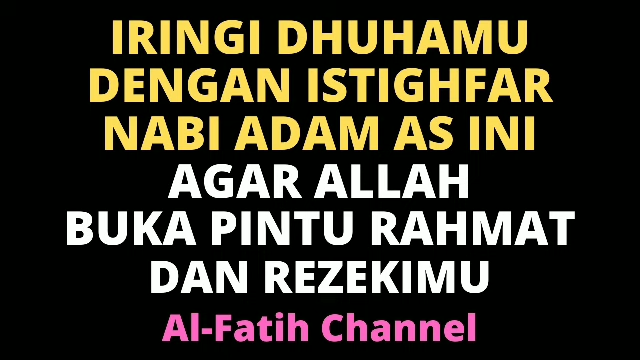 IRINGI DHUHAMU
DENGAN ISTIGHFAR
NABI ADAM AS INI
AGAR ALLAH
BUKA PINTU RAHMAT
DAN REZEKIMU
Al-Fatih Channel